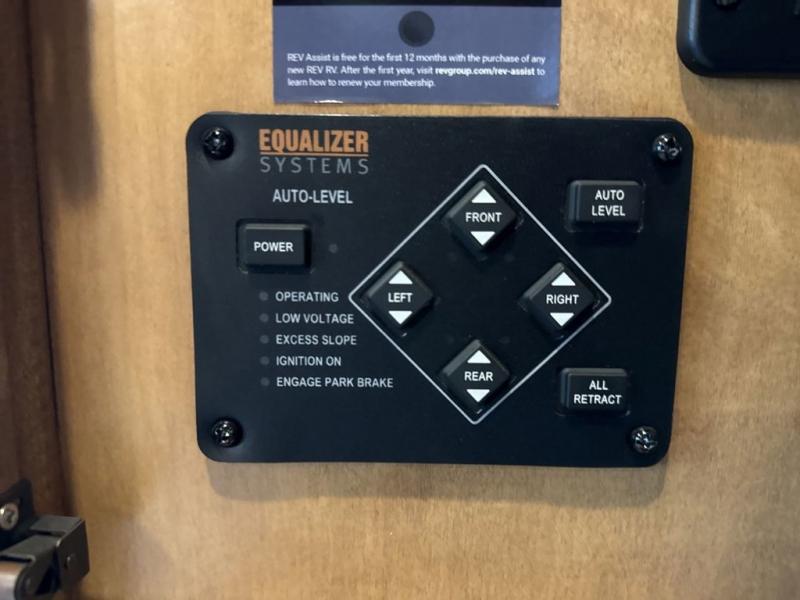 REV Assist is free for the first 12 months with the purchase of any
new REV RV. After the first year, visit revgroup.com/rev-assist to
learn how to renew your membership.
EQUALIZER
SYSTEMS
AUTO-LEVEL
POWER
OPERATING
LOW VOLTAGE
EXCESS SLOPE
IGNITION ON
ENGAGE PARK BRAKE
FRONT
LEFT
RIGHT
REAR
AUTO
LEVEL
ALL
RETRACT